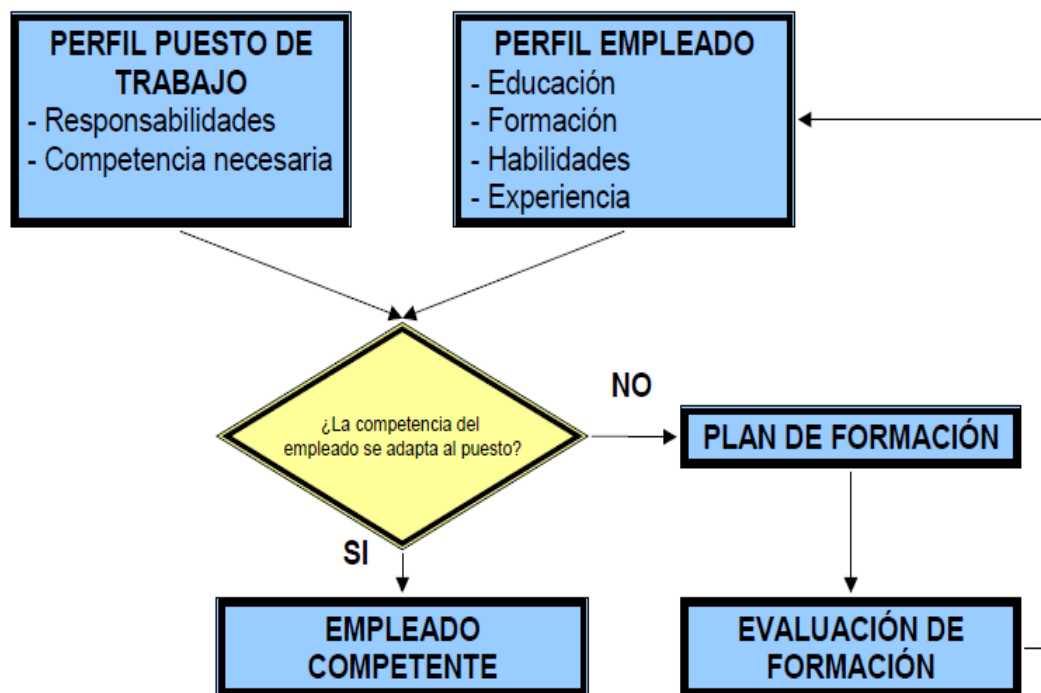 PERFIL PUESTO DE
TRABAJO
- Responsabilidades
- Competencia necesaria
PERFIL EMPLEADO
- Educación
- Formación
- Habilidades
- Experiencia
¿La competencia del
empleado se adapta al puesto?
NO
PLAN DE FORMACIÓN
SI
EMPLEADO
COMPETENTE
EVALUACIÓN DE
FORMACIÓN